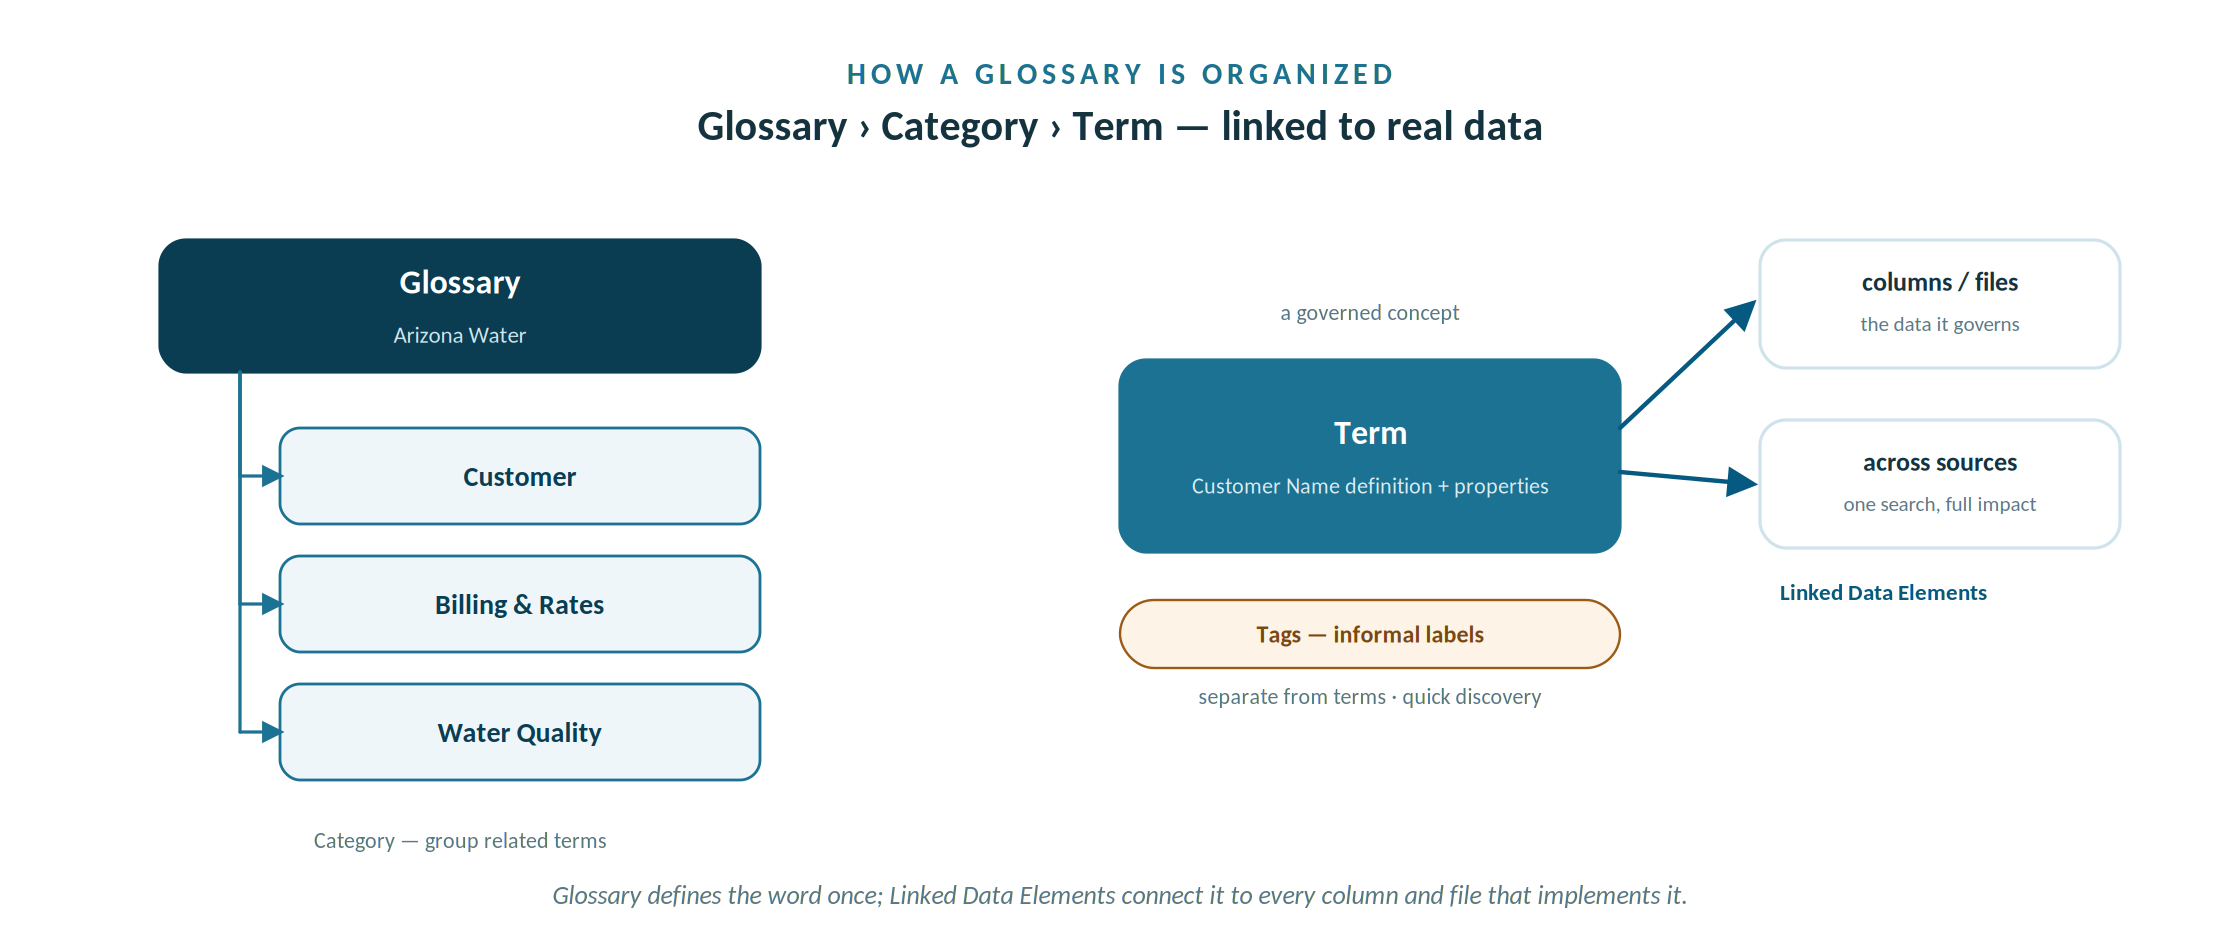 HOW A GLOSSARY IS ORGANIZED
Glossary › Category › Term — linked to real data
Glossary
Arizona Water
Customer
Billing & Rates
Water Quality
Category — group related terms
a governed concept
Term
Customer Name definition + properties
Tags — informal labels
separate from terms · quick discovery
columns / files
the data it governs
across sources
one search, full impact
Linked Data Elements
Glossary defines the word once; Linked Data Elements connect it to every column and file that implements it.